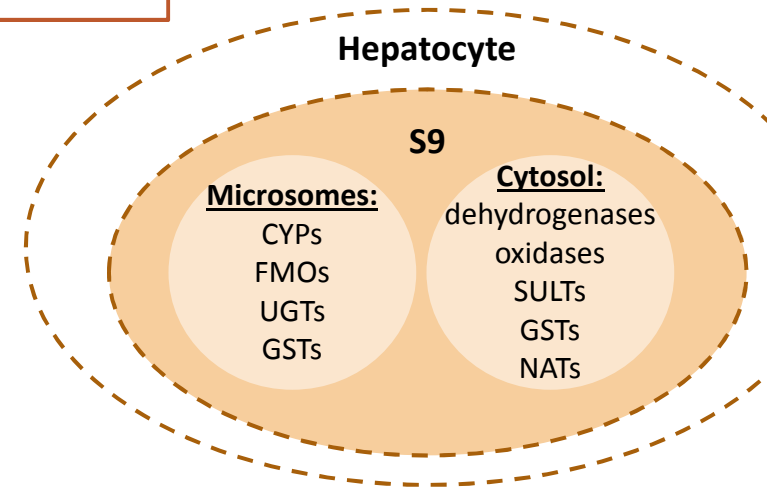 Hepatocyte
S9
Microsomes:
CYPs
FMOs
UGTs
GSTs
Cytosol:
dehydrogenases
oxidases
SULTs
GSTs
NATs